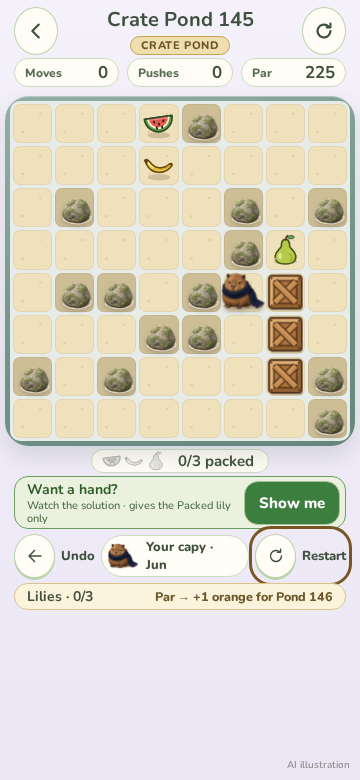 Crate Pond 145
CRATE POND
Moves 0
Pushes 0
Par 225
0/3 packed
Want a hand?
Watch the solution · gives the Packed lily only
Show me
Undo
Your capy · Jun
Restart
Lilies · 0/3
Par → +1 orange for Pond 146
AI illustration